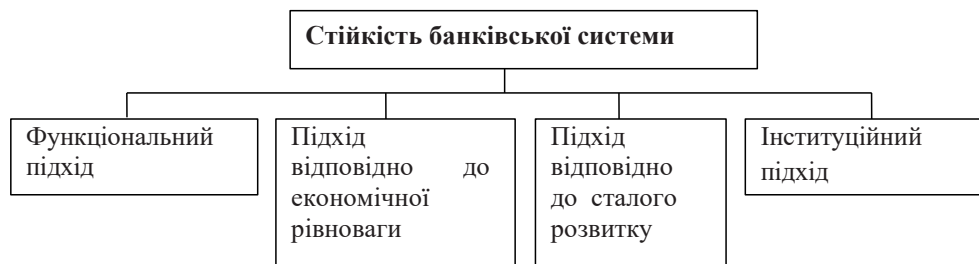 Стійкість банківської системи
Функціональний
підхід
Підхід
відповідно до
економічної
рівноваги
Підхід
відповідно
до сталого
розвитку
Інституційний
підхід